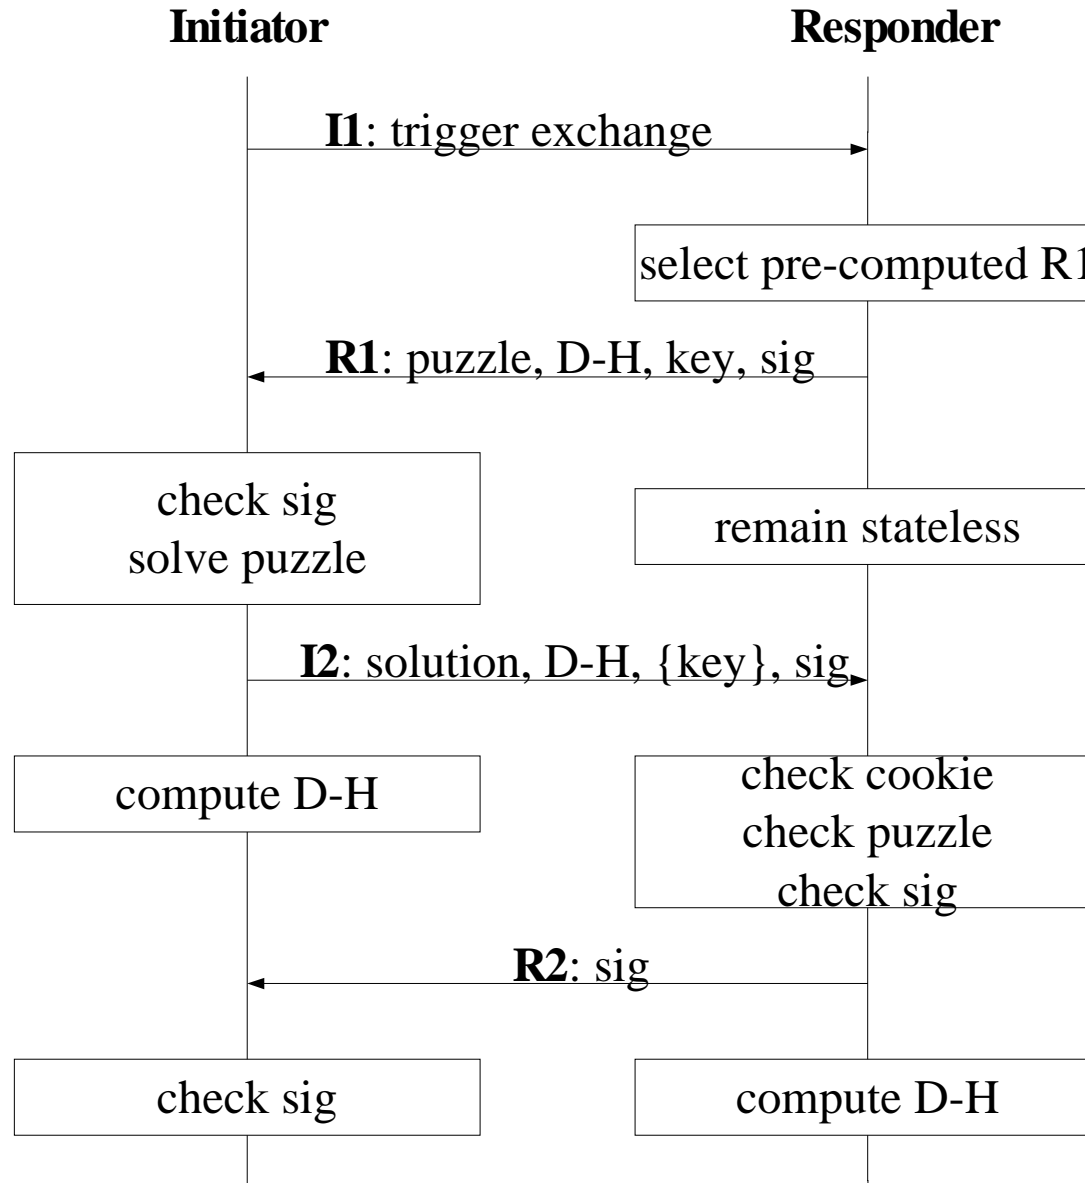 Initiator
Responder
I1: trigger exchange
select pre-computed R1
R1: puzzle, D-H, key, sig
check sig
solve puzzle
remain stateless
I2: solution, D-H, {key}, sig
compute D-H
check cookie
check puzzle
check sig
R2: sig
check sig
compute D-H